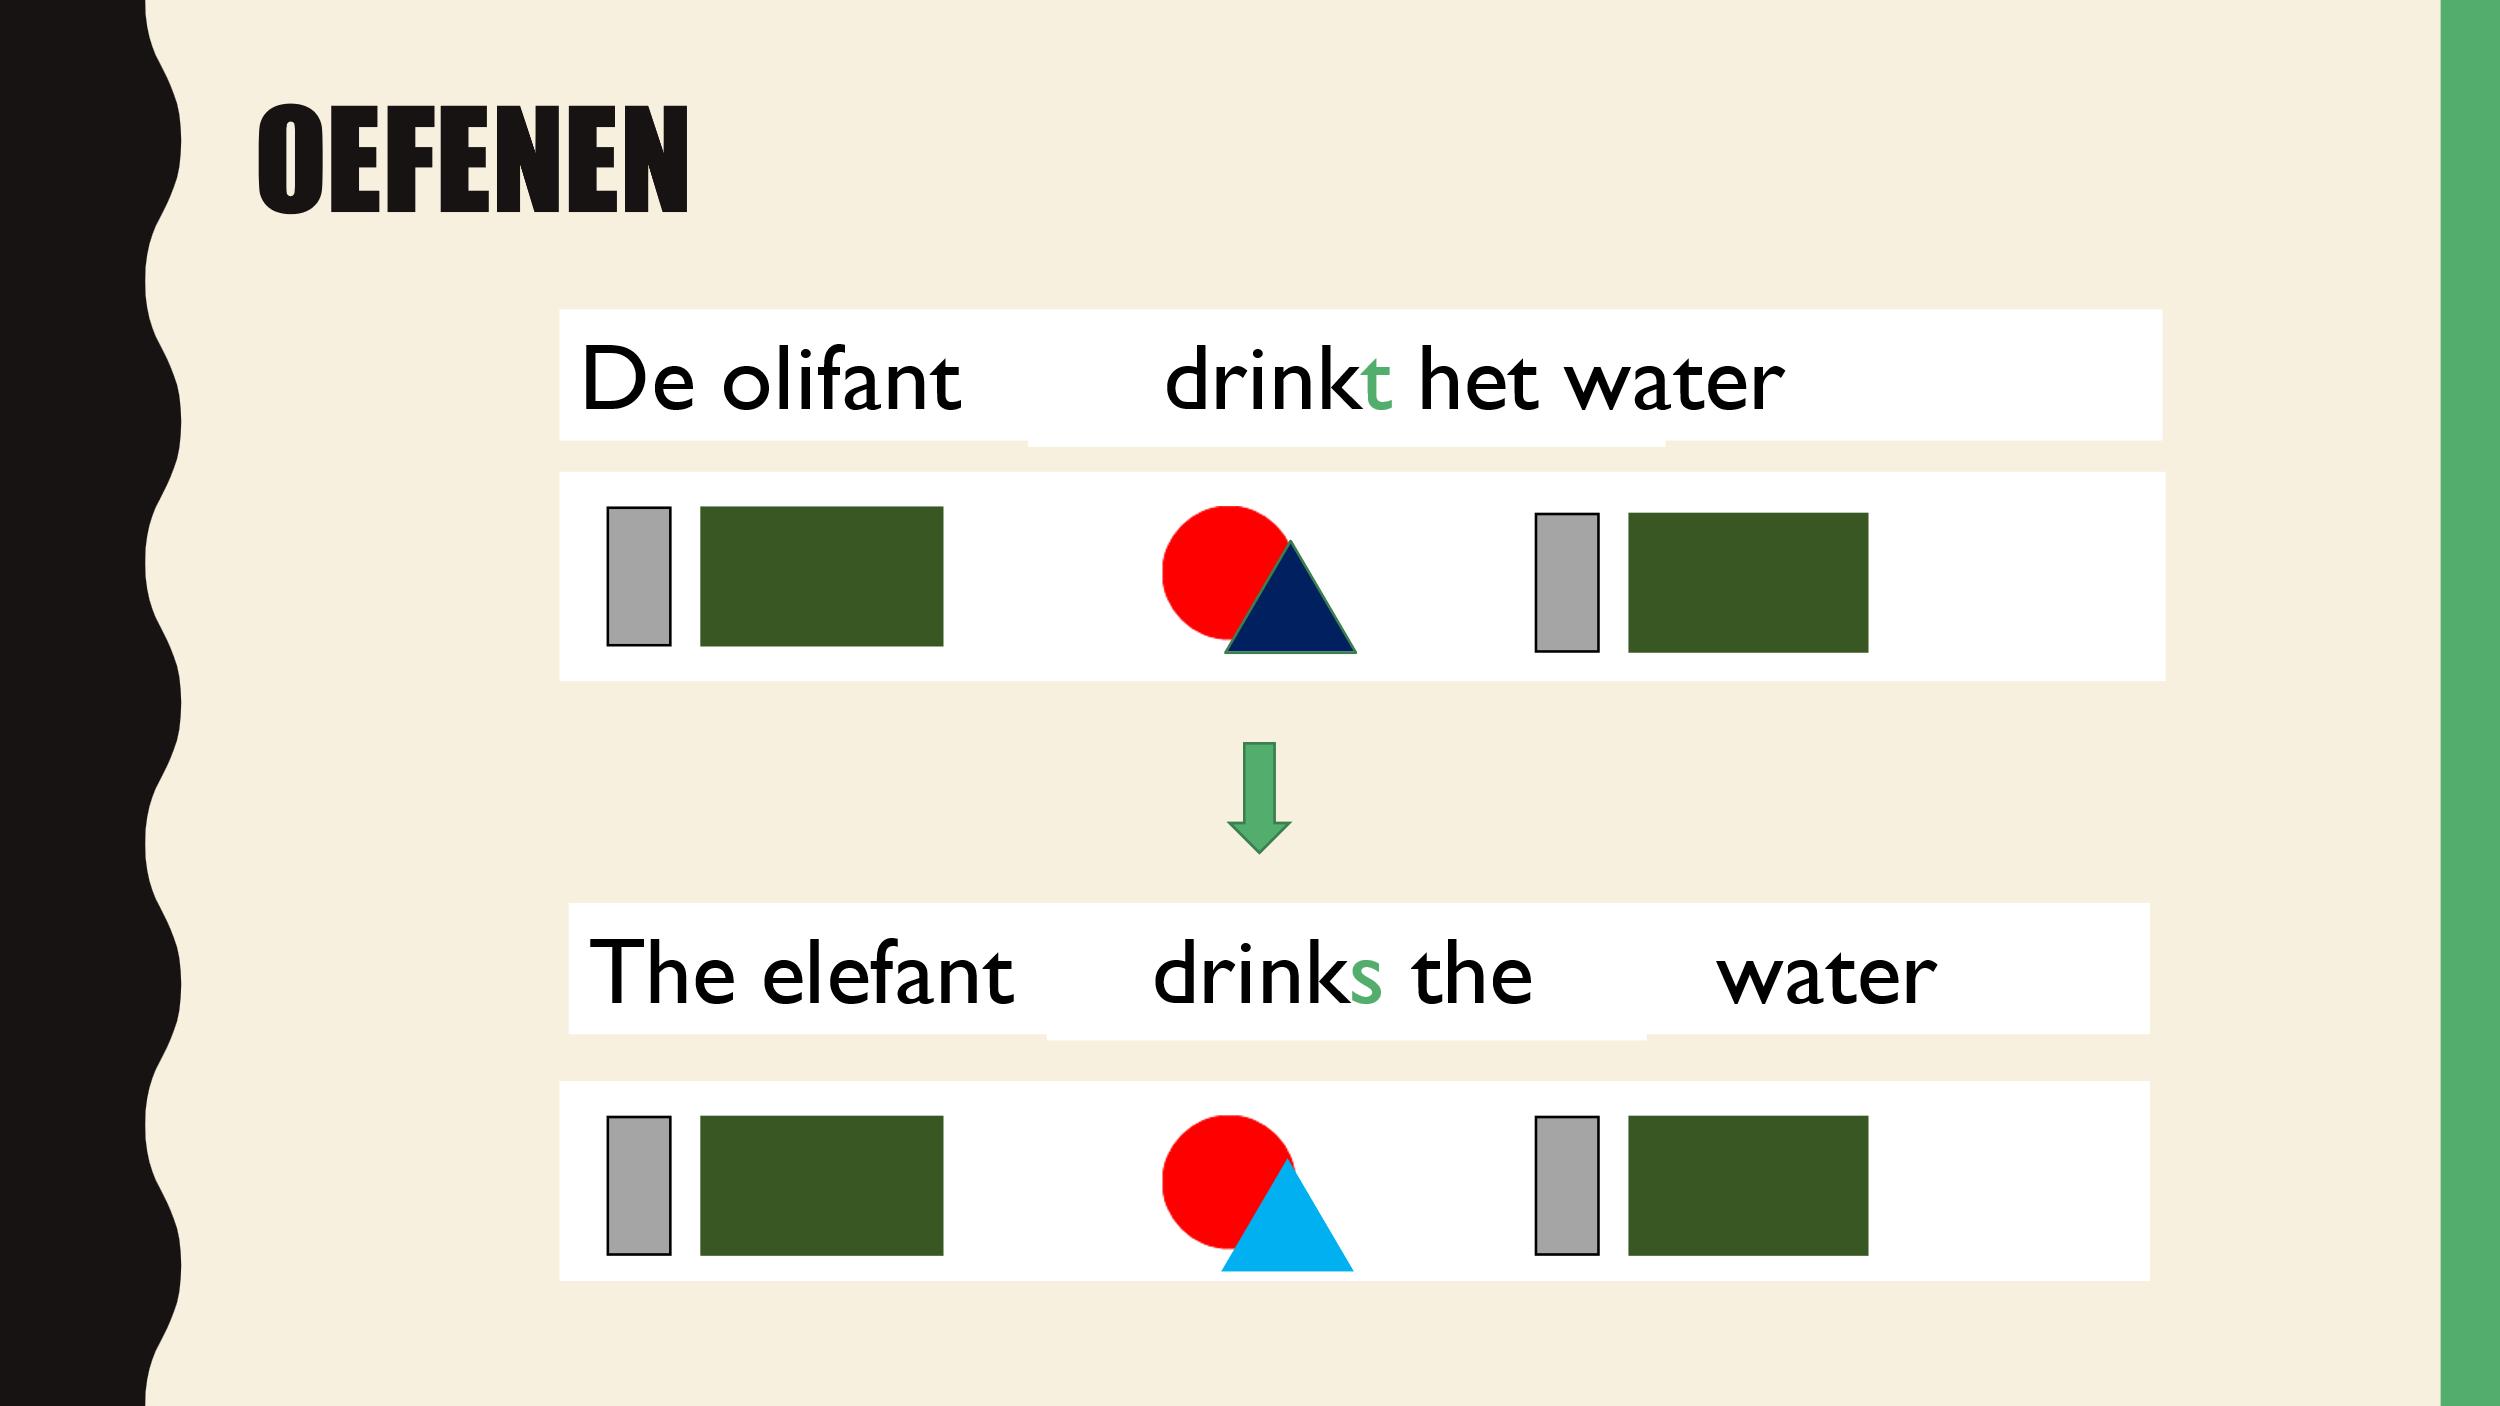 OEFENEN
De olifant drinkt het water
The elefant drinks the water